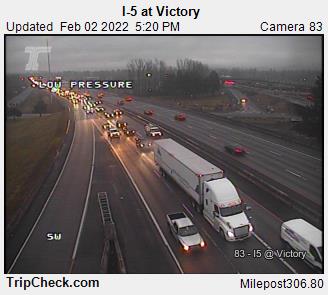 I-5 at Victory
Updated Feb 02 2022 5:20 PM Camera 83
LOW PRESSURE
SW
83 - I5 @ Victory
TripCheck.com Milepost306.80